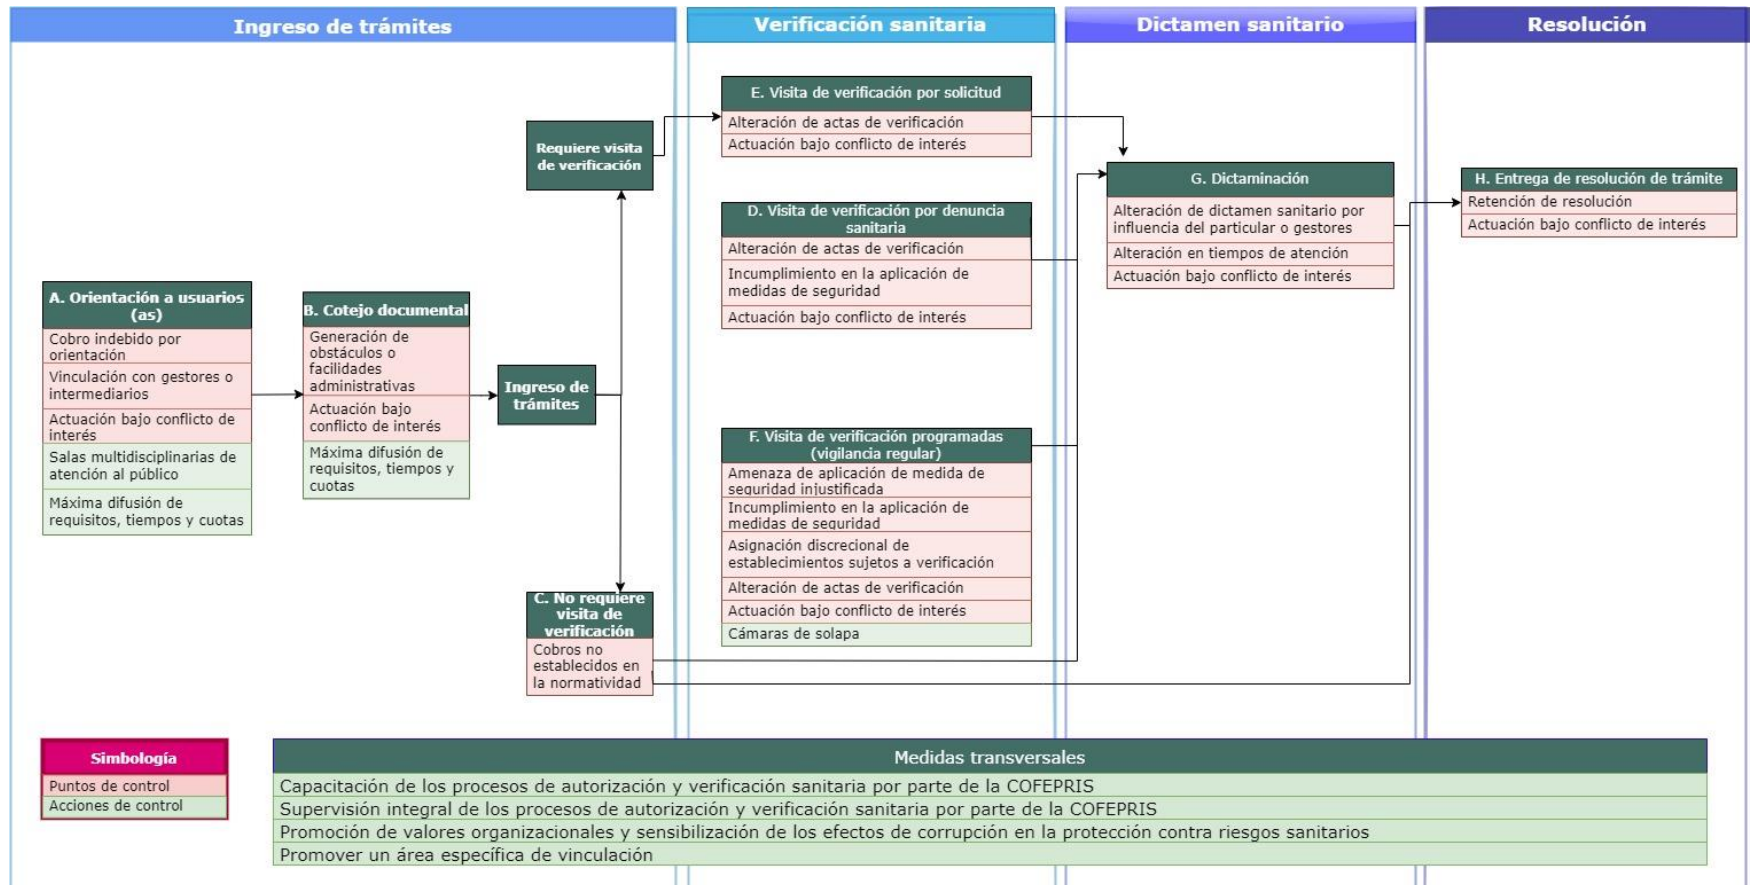 Ingreso de trámites
Verificación sanitaria
Dictamen sanitario
Resolución
A. Orientación a usuarios
(as)
Cobro indebido por
orientación
Vinculación con gestores o
intermediarios
Actuación bajo conflicto de
interés
Salas multidisciplinarias de
atención al público
Máxima difusión de
requisitos, tiempos y cuotas
B. Cotejo documental
Generación de
obstáculos o
facilidades
administrativas
Actuación bajo
conflicto de interés
Máxima difusión de
requisitos, tiempos y
cuotas
Ingreso de
trámites
Requiere visita
de verificación
C. No requiere
visita de
verificación
Cobros no
establecidos en
la normatividad
E. Visita de verificación por solicitud
Alteración de actas de verificación
Actuación bajo conflicto de interés
D. Visita de verificación por denuncia
sanitaria
Alteración de actas de verificación
Incumplimiento en la aplicación de
medidas de seguridad
Actuación bajo conflicto de interés
F. Visita de verificación programadas
(vigilancia regular)
Amenaza de aplicación de medida de
seguridad injustificada
Incumplimiento en la aplicación de
medidas de seguridad
Asignación discrecional de
establecimientos sujetos a verificación
Alteración de actas de verificación
Actuación bajo conflicto de interés
Cámaras de solapa
G. Dictaminación
Alteración de dictamen sanitario por
influencia del particular o gestores
Alteración en tiempos de atención
Actuación bajo conflicto de interés
H. Entrega de resolución de trámite
Retención de resolución
Actuación bajo conflicto de interés
Simbología
Puntos de control
Acciones de control
Medidas transversales
Capacitación de los procesos de autorización y verificación sanitaria por parte de la COFEPRIS
Supervisión integral de los procesos de autorización y verificación sanitaria por parte de la COFEPRIS
Promoción de valores organizacionales y sensibilización de los efectos de corrupción en la protección contra riesgos sanitarios
Promover un área específica de vinculación